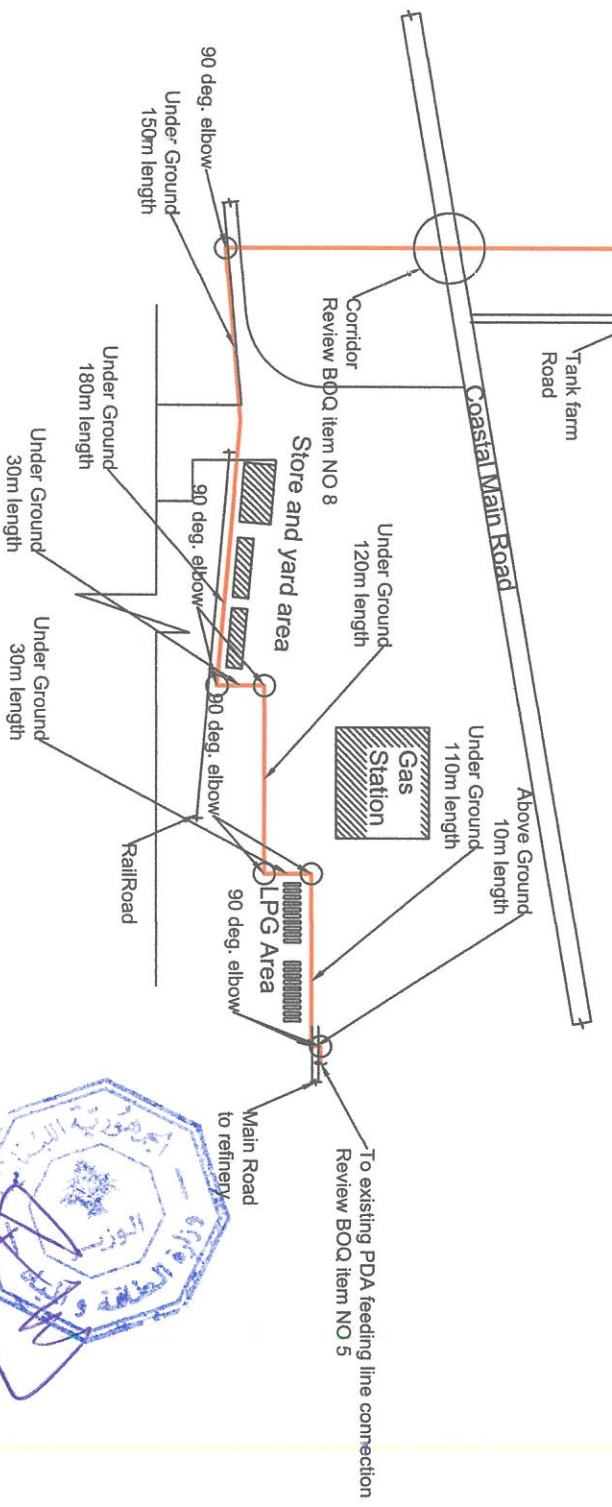 Tank farm
Road
Coastal Main Road
Corridor
Review BOQ item NO 8
90 deg. elbow
Under Ground
150m length
Store and yard area
Under Ground
180m length
90 deg. elbow
Under Ground
30m length
Under Ground
120m length
Gas
Station
90 deg. elbow
Under Ground
30m length
RailRoad
Above Ground
10m length
Under Ground
110m length
LPG Area
90 deg. elbow
Main Road
to refinery
To existing PDA feeding line connection
Review BOQ item NO 5
الوزير
وزارة الطاقة و المياه